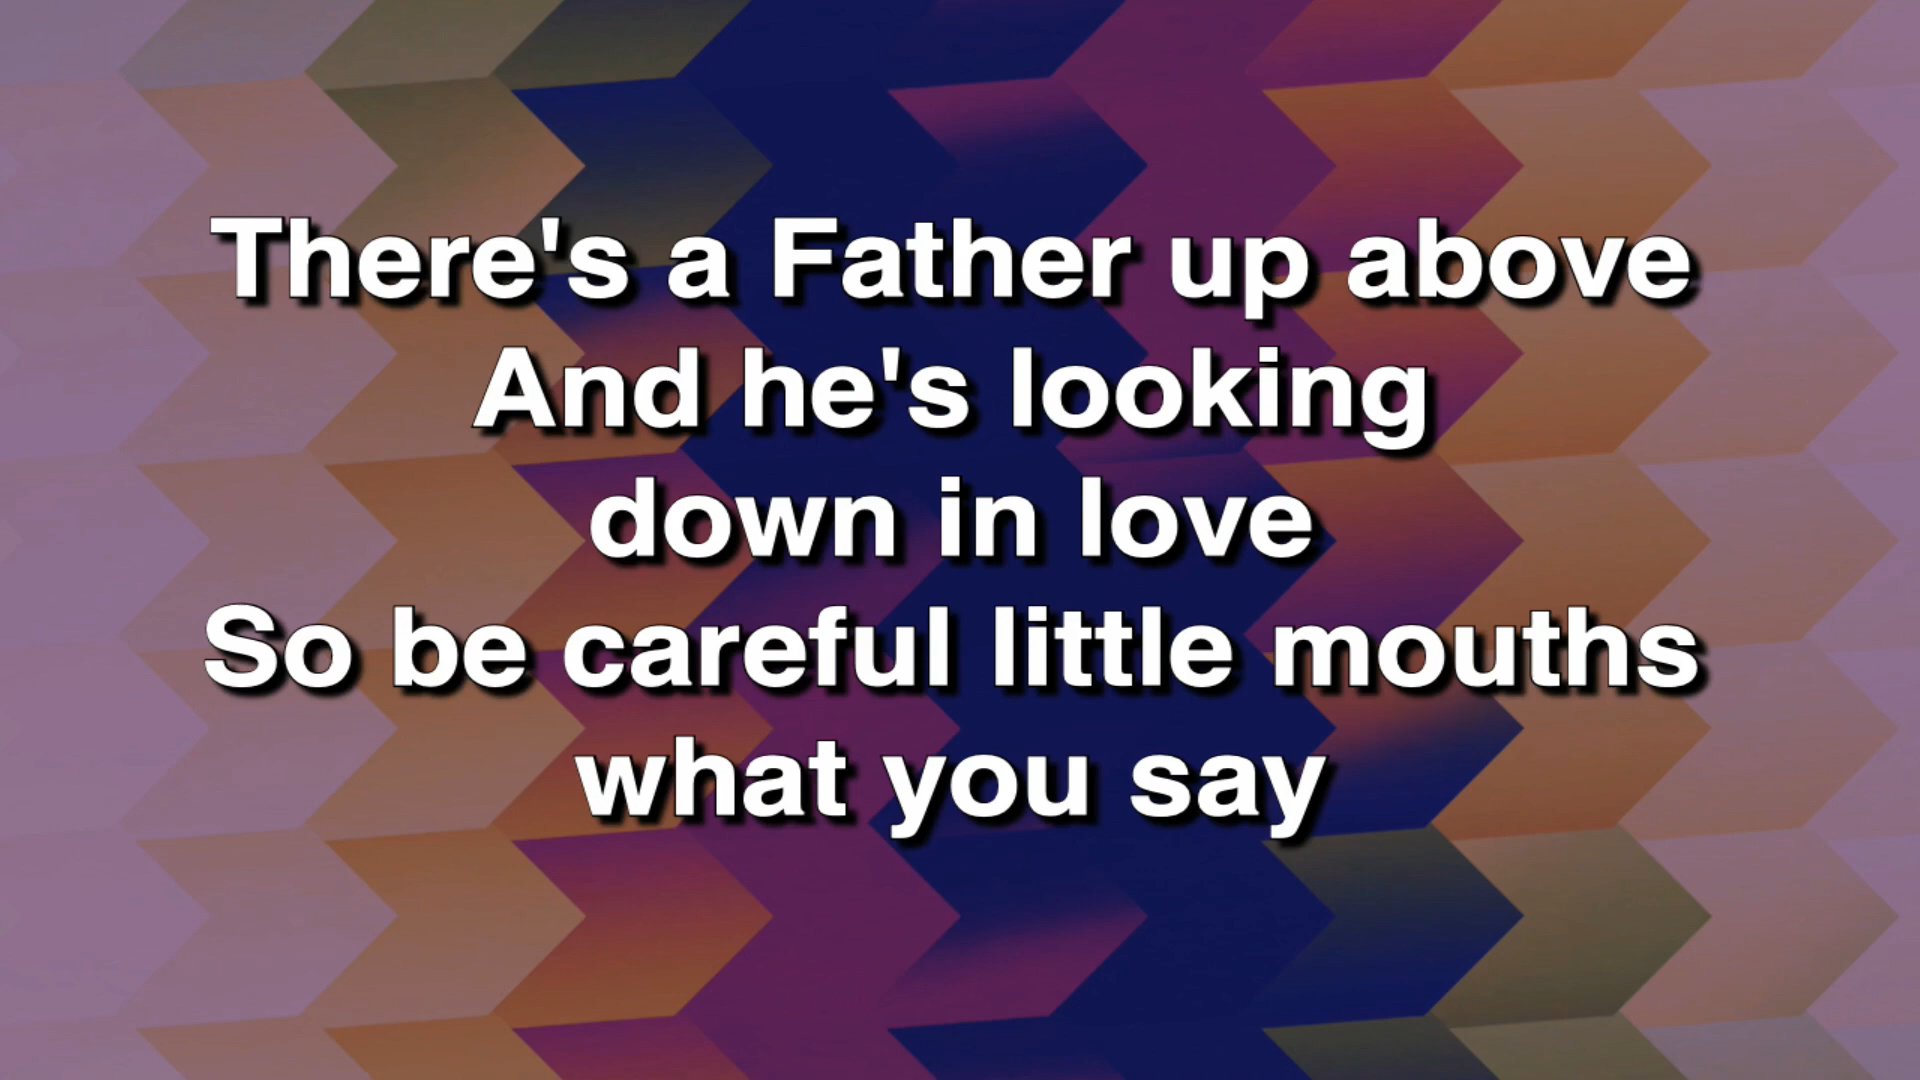 There's a Father up above
And he's looking
down in love
So be careful little mouths
what you say